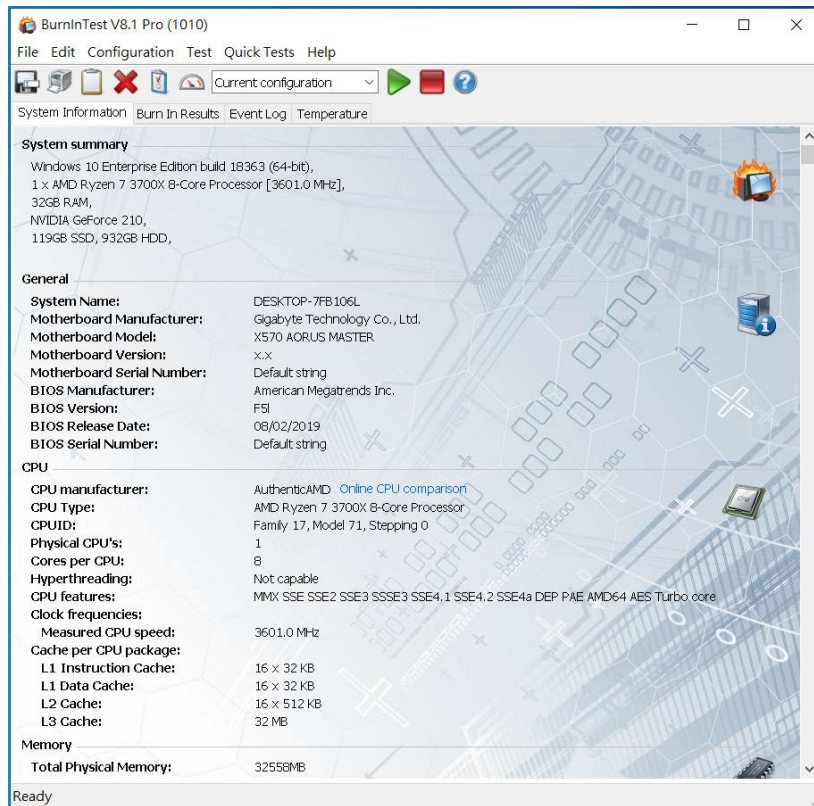 BurnInTest V8.1 Pro (1010)
File Edit Configuration Test Quick Tests Help
Current configuration
System Information Burn In Results Event Log Temperature
System summary
Windows 10 Enterprise Edition build 18363 (64-bit),
1 x AMD Ryzen 7 3700X 8-Core Processor [3601.0 MHz],
32GB RAM,
NVIDIA GeForce 210,
119GB SSD, 932GB HDD,
General
System Name: DESKTOP-7FB106L
Motherboard Manufacturer: Gigabyte Technology Co., Ltd.
Motherboard Model: X570 AORUS MASTER
Motherboard Version: x.x
Motherboard Serial Number: Default string
BIOS Manufacturer: American Megatrends Inc.
BIOS Version: F5l
BIOS Release Date: 08/02/2019
BIOS Serial Number: Default string
CPU
CPU manufacturer: AuthenticAMD Online CPU comparison
CPU Type: AMD Ryzen 7 3700X 8-Core Processor
CPUID: Family 17, Model 71, Stepping 0
Physical CPU's: 1
Cores per CPU: 8
Hyperthreading: Not capable
CPU features: MMX SSE SSE2 SSE3 SSSE3 SSE4.1 SSE4.2 SSE4a DEP PAE AMD64 AES Turbo core
Clock frequencies:
Measured CPU speed: 3601.0 MHz
Cache per CPU package:
L1 Instruction Cache: 16 x 32 KB
L1 Data Cache: 16 x 32 KB
L2 Cache: 16 x 512 KB
L3 Cache: 32 MB
Memory
Total Physical Memory: 32558MB
Ready